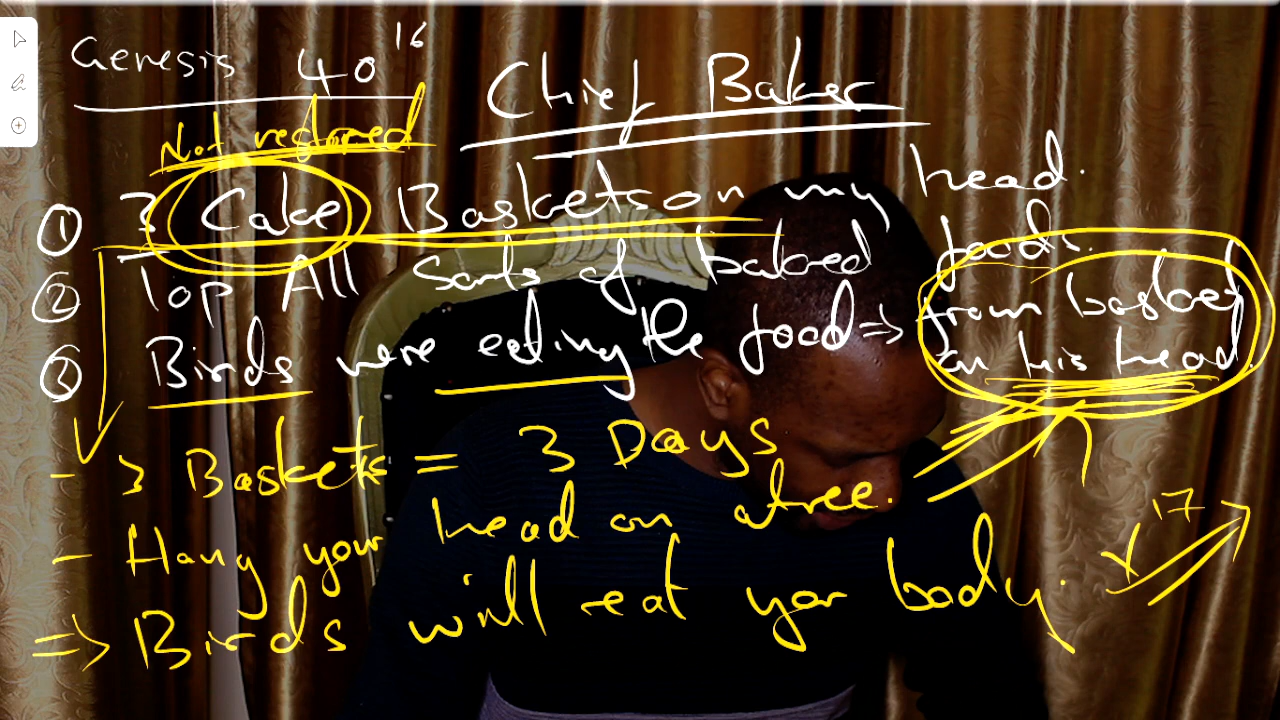 Genesis 40 16
Chief Baker
Not restored
① 3 Cake Baskets on my head.
② Top All sorts of baked foods.
③ Birds were eating the food => from basket on his head.
- 3 Baskets = 3 Days
- Hang your head on a tree.
=> Birds will eat your body. V 17